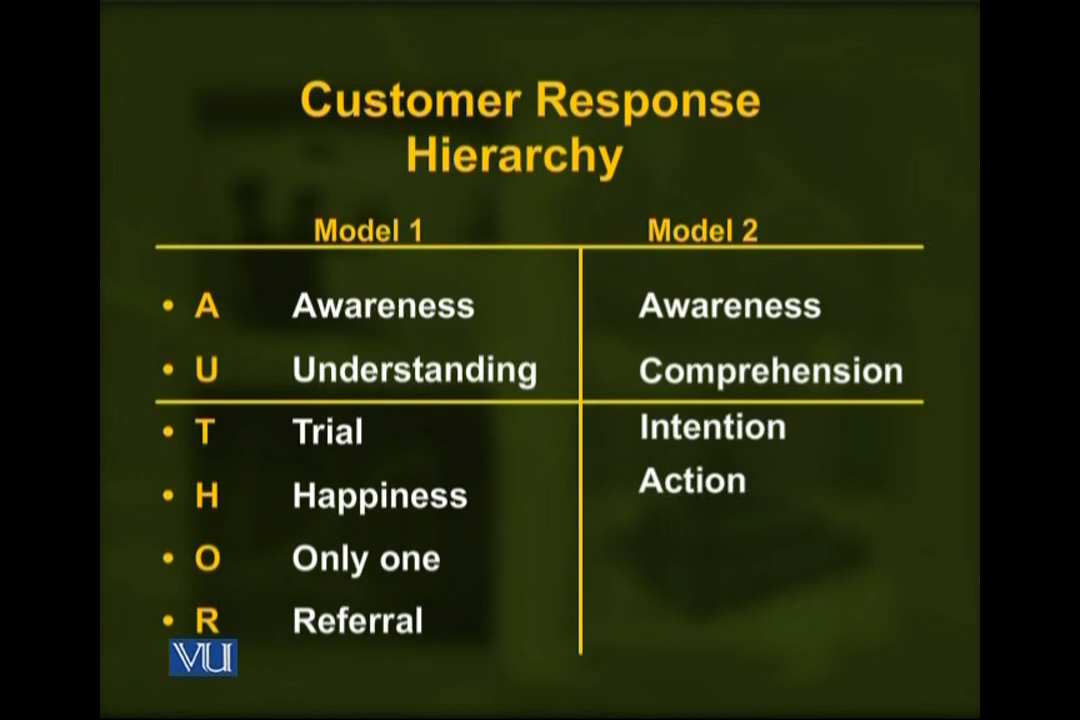 Customer Response
Hierarchy
Model 1 Model 2
• A Awareness Awareness
• U Understanding Comprehension
• T Trial Intention
• H Happiness Action
• O Only one
• R Referral
VU